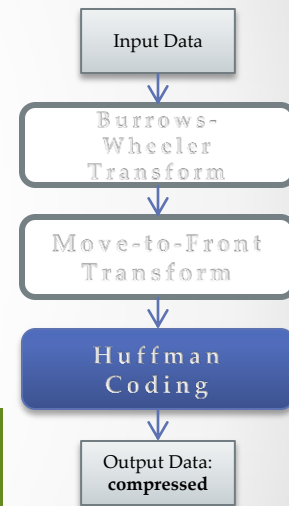 Input Data
Burrows-
Wheeler
Transform
Move-to-Front
Transform
Huffman
Coding
Output Data:
compressed